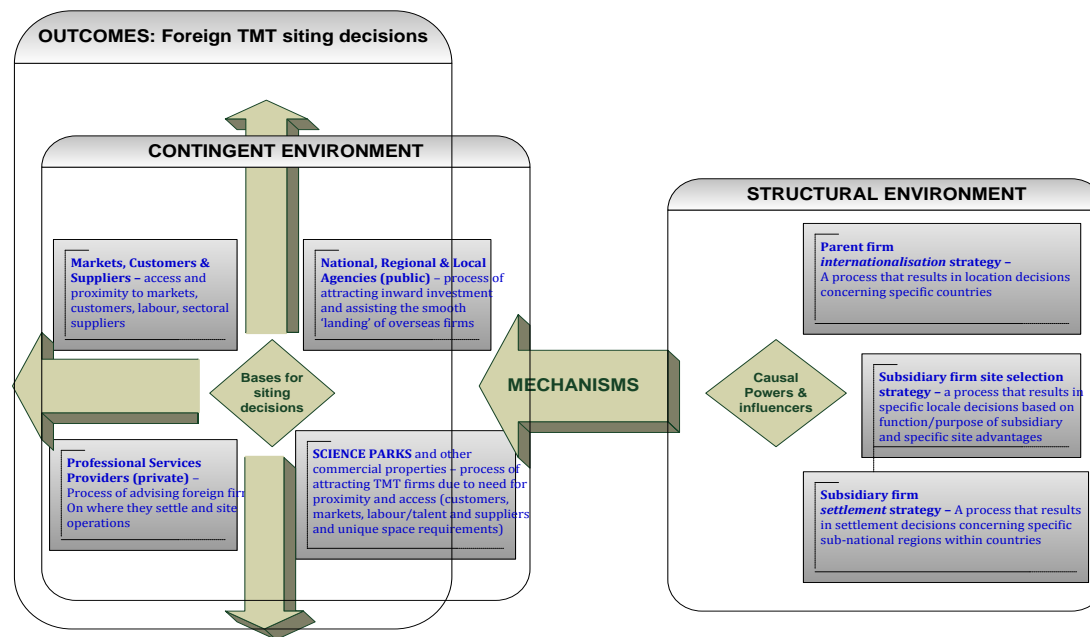 OUTCOMES: Foreign TMT siting decisions
CONTINGENT ENVIRONMENT
Markets, Customers &
Suppliers – access and
proximity to markets,
customers, labour, sectoral
suppliers
National, Regional & Local
Agencies (public) – process of
attracting inward investment
and assisting the smooth
'landing' of overseas firms
Bases for
siting
decisions
Professional Services
Providers (private) –
Process of advising foreign fir
On where they settle and site
operations
SCIENCE PARKS and other
commercial properties – process of
attracting TMT firms due to need for
proximity and access (customers,
markets, labour/talent and suppliers
and unique space requirements)
MECHANISMS
STRUCTURAL ENVIRONMENT
Causal
Powers &
influencers
Parent firm
internationalisation strategy –
A process that results in location decisions
concerning specific countries
Subsidiary firm site selection
strategy – a process that results in
specific locale decisions based on
function/purpose of subsidiary
and specific site advantages
Subsidiary firm
settlement strategy – A process that results
in settlement decisions concerning specific
sub-national regions within countries